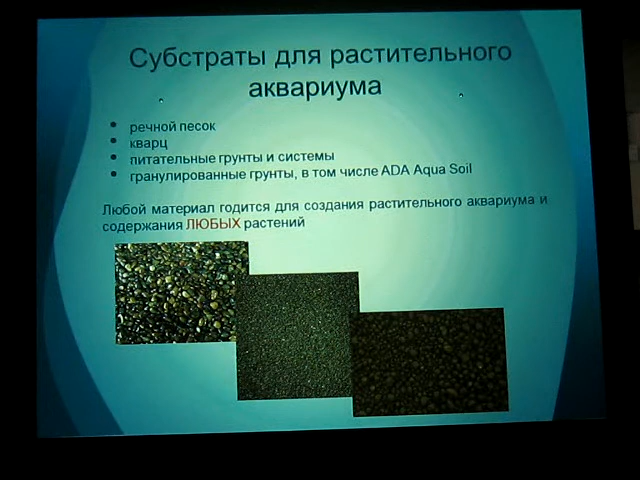 Субстраты для растительного
аквариума
речной песок
кварц
питательные грунты и системы
гранулированные грунты, в том числе ADA Aqua Soil
Любой материал годится для создания растительного аквариума и
содержания ЛЮБЫХ растений